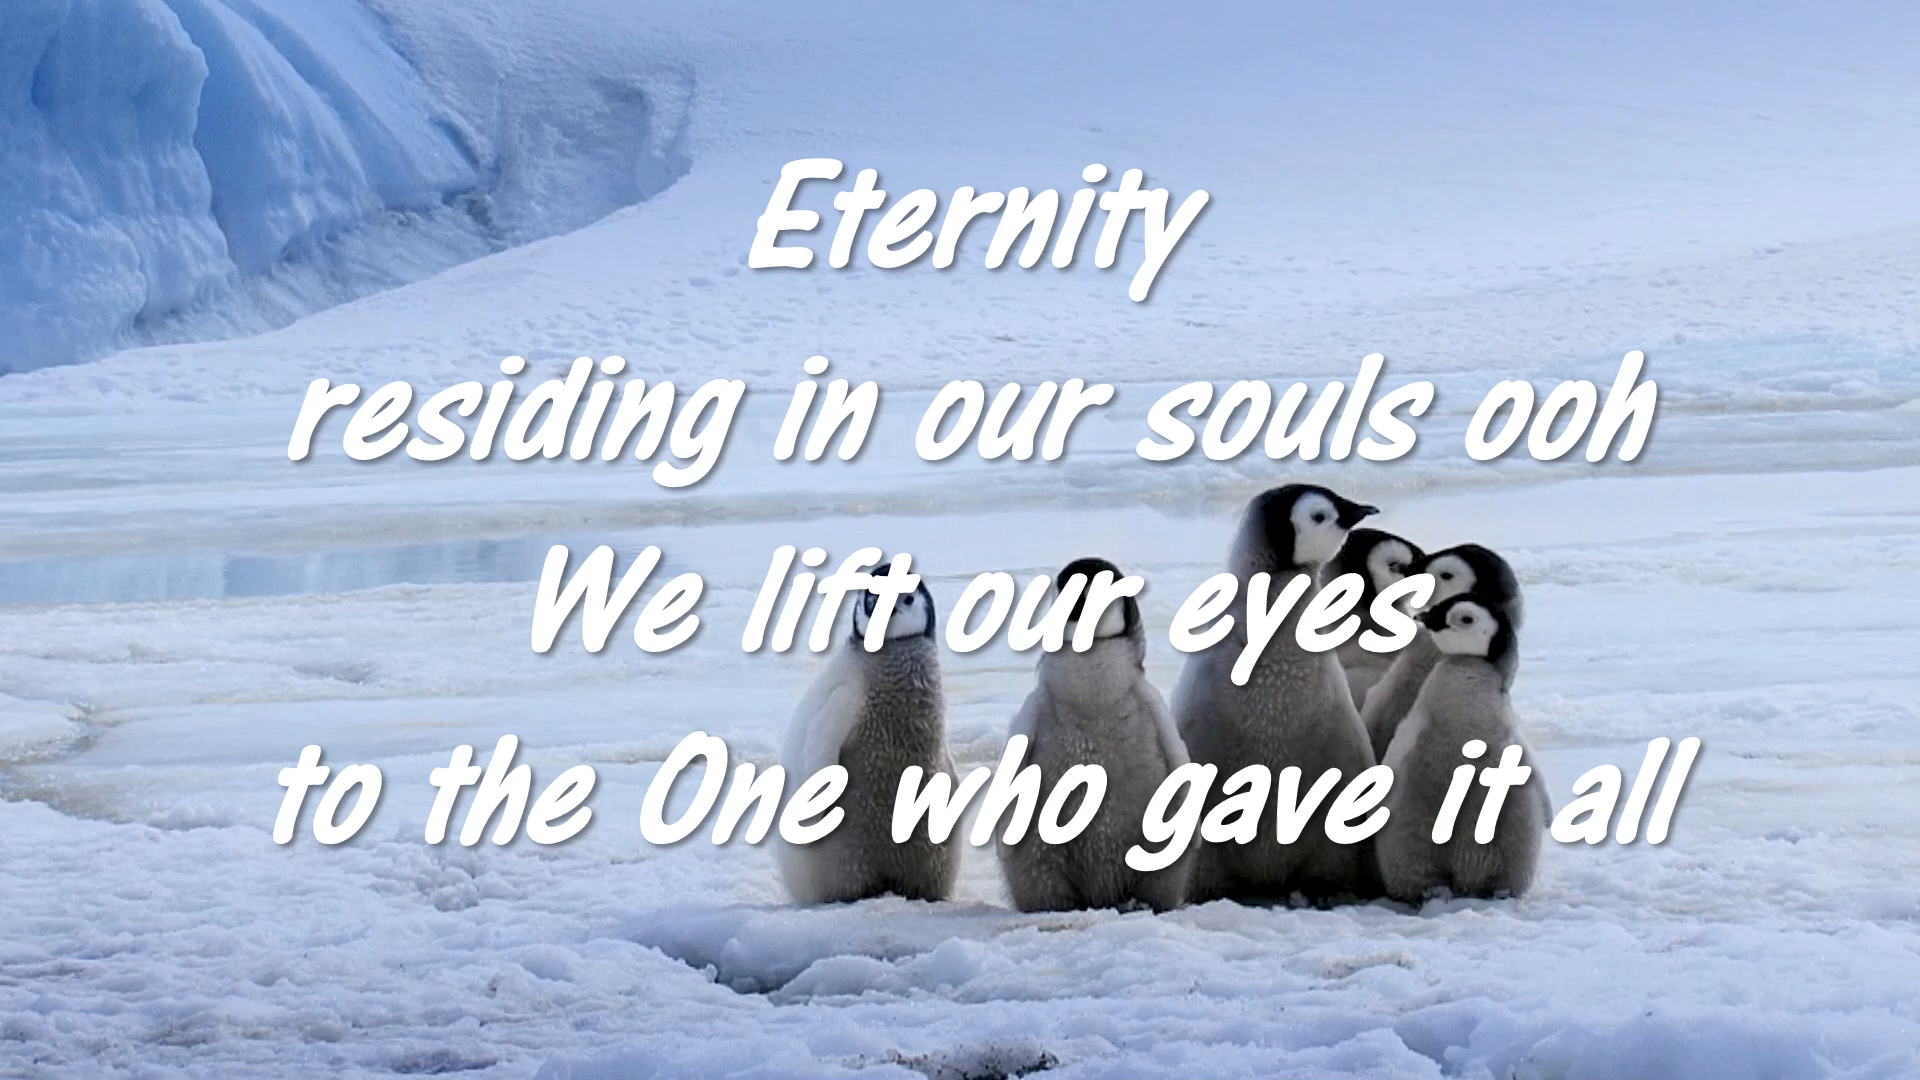 Eternity
residing in our souls ooh
We lift our eyes
to the One who gave it all